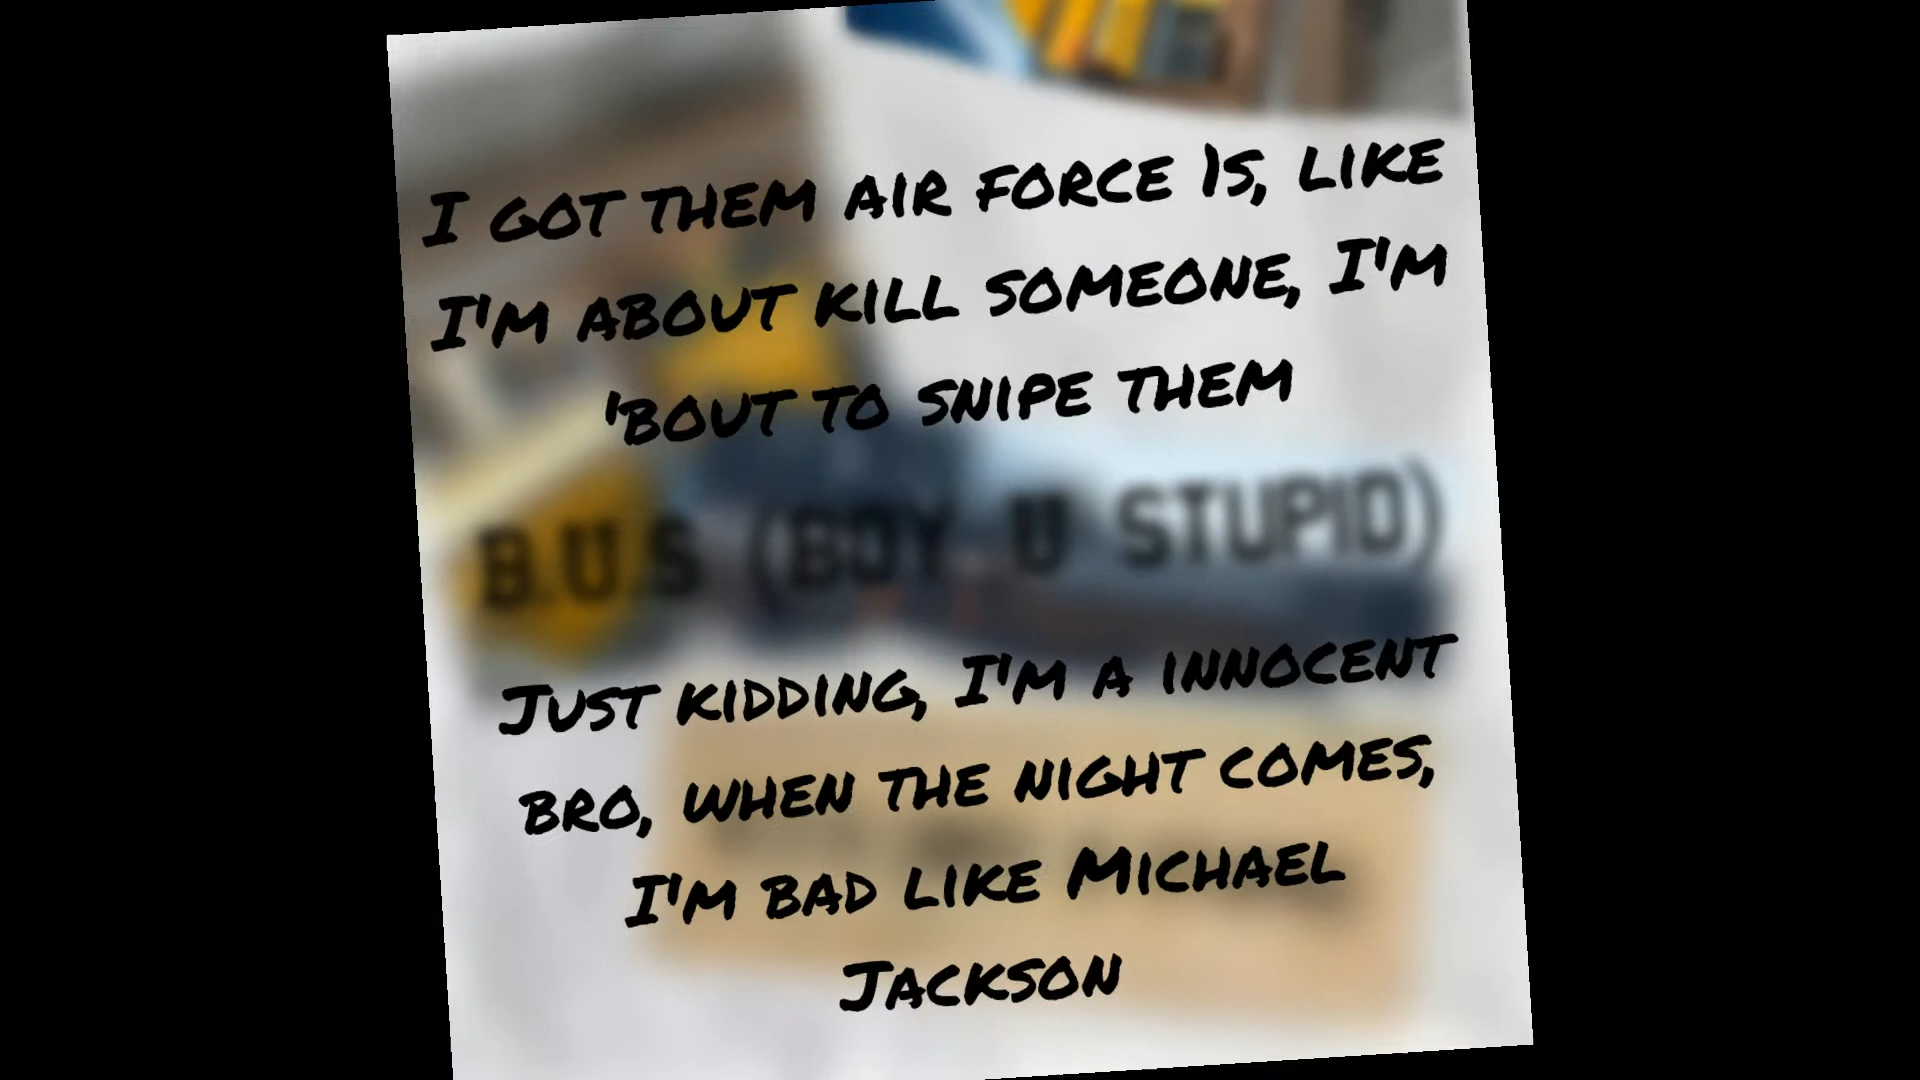 I got them air force 1s, like
I'm about kill someone, I'm
'bout to snipe them
B.U.S (BOY U STUPID)
Just kidding, I'm a innocent
bro, when the night comes,
I'm bad like Michael
Jackson